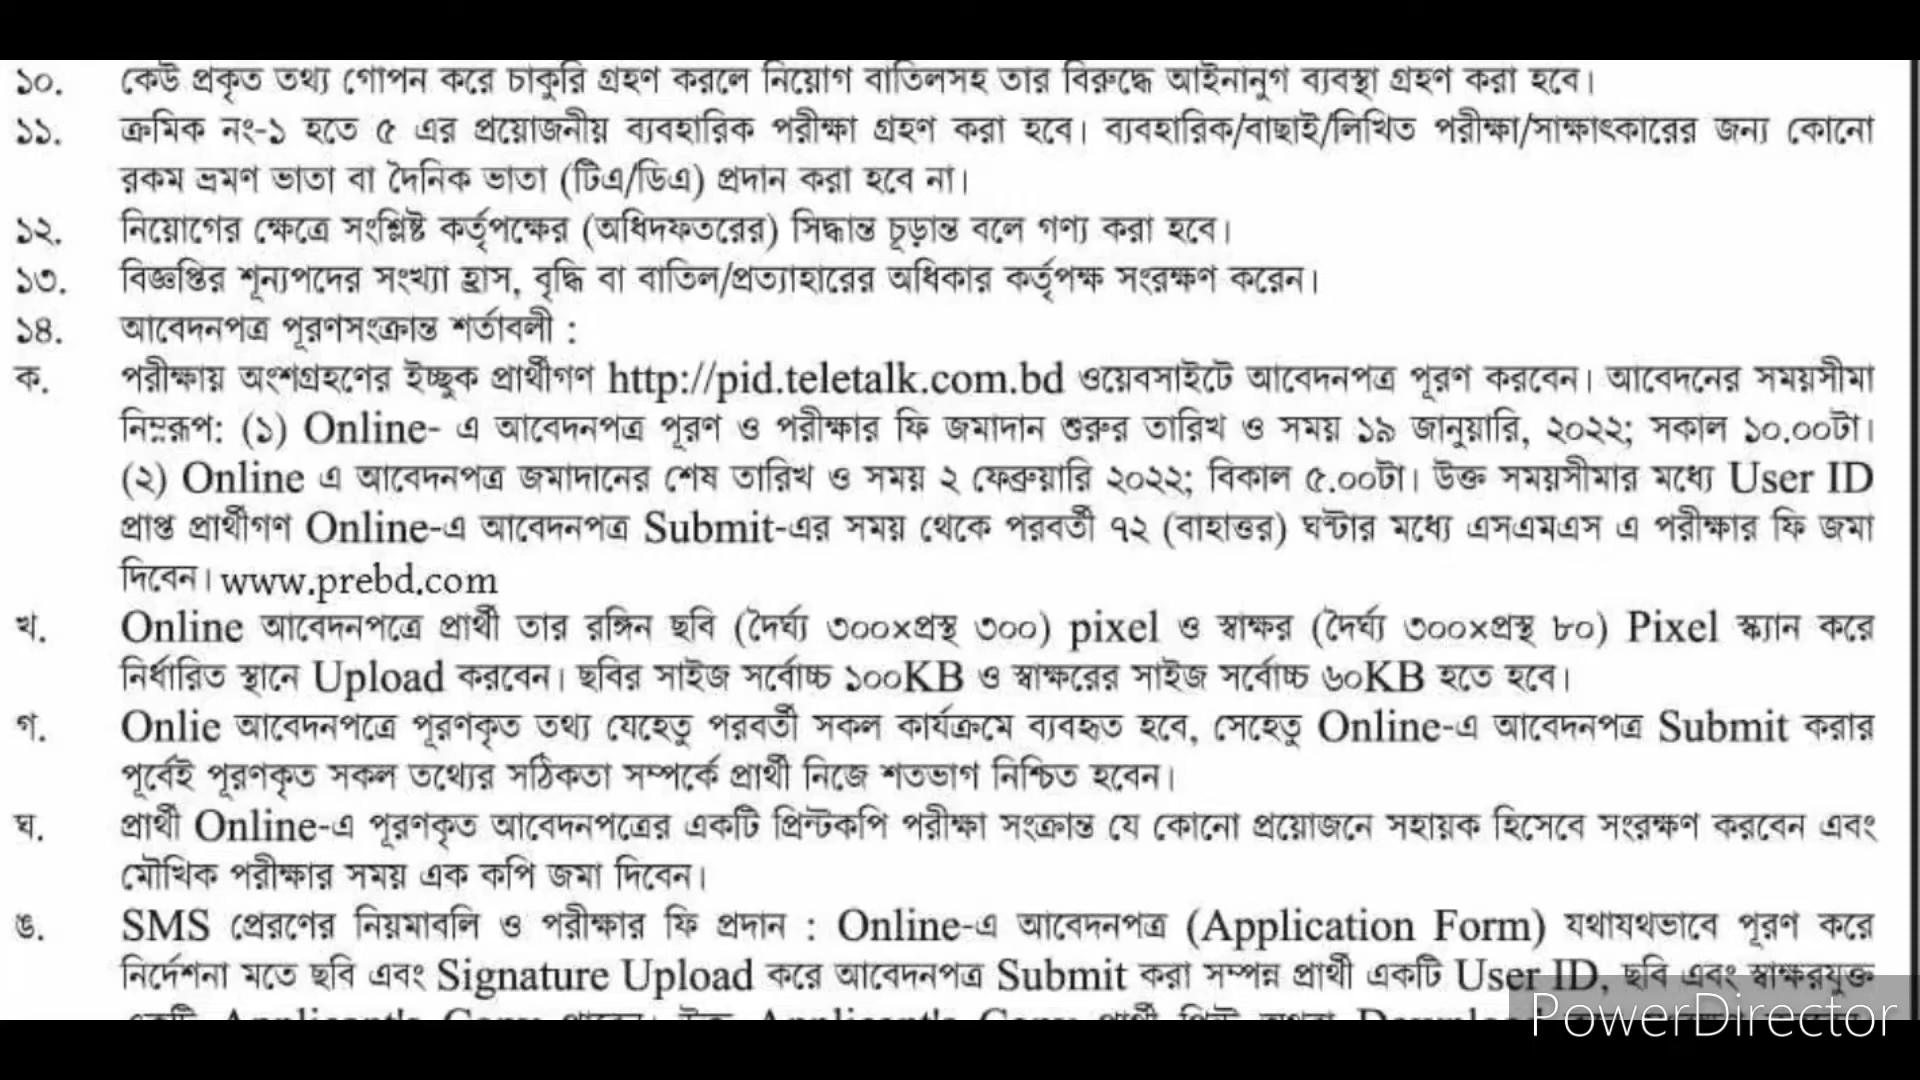 ১০. কেউ প্রকৃত তথ্য গোপন করে চাকুরি গ্রহণ করলে নিয়োগ বাতিলসহ তার বিরুদ্ধে আইনানুগ ব্যবস্থা গ্রহণ করা হবে।
১১. ক্রমিক নং-১ হতে ৫ এর প্রয়োজনীয় ব্যবহারিক পরীক্ষা গ্রহণ করা হবে। ব্যবহারিক/বাছাই/লিখিত পরীক্ষা/সাক্ষাৎকারের জন্য কোনো
রকম ভ্রমণ ভাতা বা দৈনিক ভাতা (টিএ/ডিএ) প্রদান করা হবে না।
১২. নিয়োগের ক্ষেত্রে সংশ্লিষ্ট কর্তৃপক্ষের (অধিদফতরের) সিদ্ধান্ত চূড়ান্ত বলে গণ্য করা হবে।
১৩. বিজ্ঞপ্তির শূন্যপদের সংখ্যা হ্রাস, বৃদ্ধি বা বাতিল/প্রত্যাহারের অধিকার কর্তৃপক্ষ সংরক্ষণ করেন।
১৪. আবেদনপত্র পূরণসংক্রান্ত শর্তাবলী :
ক. পরীক্ষায় অংশগ্রহণের ইচ্ছুক প্রার্থীগণ http://pid.teletalk.com.bd ওয়েবসাইটে আবেদনপত্র পূরণ করবেন। আবেদনের সময়সীমা
নিম্নরূপ: (১) Online- এ আবেদনপত্র পূরণ ও পরীক্ষার ফি জমাদান শুরুর তারিখ ও সময় ১৯ জানুয়ারি, ২০২২; সকাল ১০.০০টা।
(২) Online এ আবেদনপত্র জমাদানের শেষ তারিখ ও সময় ২ ফেব্রুয়ারি ২০২২; বিকাল ৫.০০টা। উক্ত সময়সীমার মধ্যে User ID
প্রাপ্ত প্রার্থীগণ Online-এ আবেদনপত্র Submit-এর সময় থেকে পরবর্তী ৭২ (বাহাত্তর) ঘণ্টার মধ্যে এসএমএস এ পরীক্ষার ফি জমা
দিবেন। www.prebd.com
খ. Online আবেদনপত্রে প্রার্থী তার রঙ্গিন ছবি (দৈর্ঘ্য ৩০০×প্রস্থ ৩০০) pixel ও স্বাক্ষর (দৈর্ঘ্য ৩০০×প্রস্থ ৮০) Pixel স্ক্যান করে
নির্ধারিত স্থানে Upload করবেন। ছবির সাইজ সর্বোচ্চ ১০০KB ও স্বাক্ষরের সাইজ সর্বোচ্চ ৬০KB হতে হবে।
গ. Onlie আবেদনপত্রে পূরণকৃত তথ্য যেহেতু পরবর্তী সকল কার্যক্রমে ব্যবহৃত হবে, সেহেতু Online-এ আবেদনপত্র Submit করার
পূর্বেই পূরণকৃত সকল তথ্যের সঠিকতা সম্পর্কে প্রার্থী নিজে শতভাগ নিশ্চিত হবেন।
ঘ. প্রার্থী Online-এ পূরণকৃত আবেদনপত্রের একটি প্রিন্টকপি পরীক্ষা সংক্রান্ত যে কোনো প্রয়োজনে সহায়ক হিসেবে সংরক্ষণ করবেন এবং
মৌখিক পরীক্ষার সময় এক কপি জমা দিবেন।
ঙ. SMS প্রেরণের নিয়মাবলি ও পরীক্ষার ফি প্রদান : Online-এ আবেদনপত্র (Application Form) যথাযথভাবে পূরণ করে
নির্দেশনা মতে ছবি এবং Signature Upload করে আবেদনপত্র Submit করা সম্পন্ন প্রার্থী একটি User ID, ছবি এবং স্বাক্ষরযুক্ত
PowerDirector